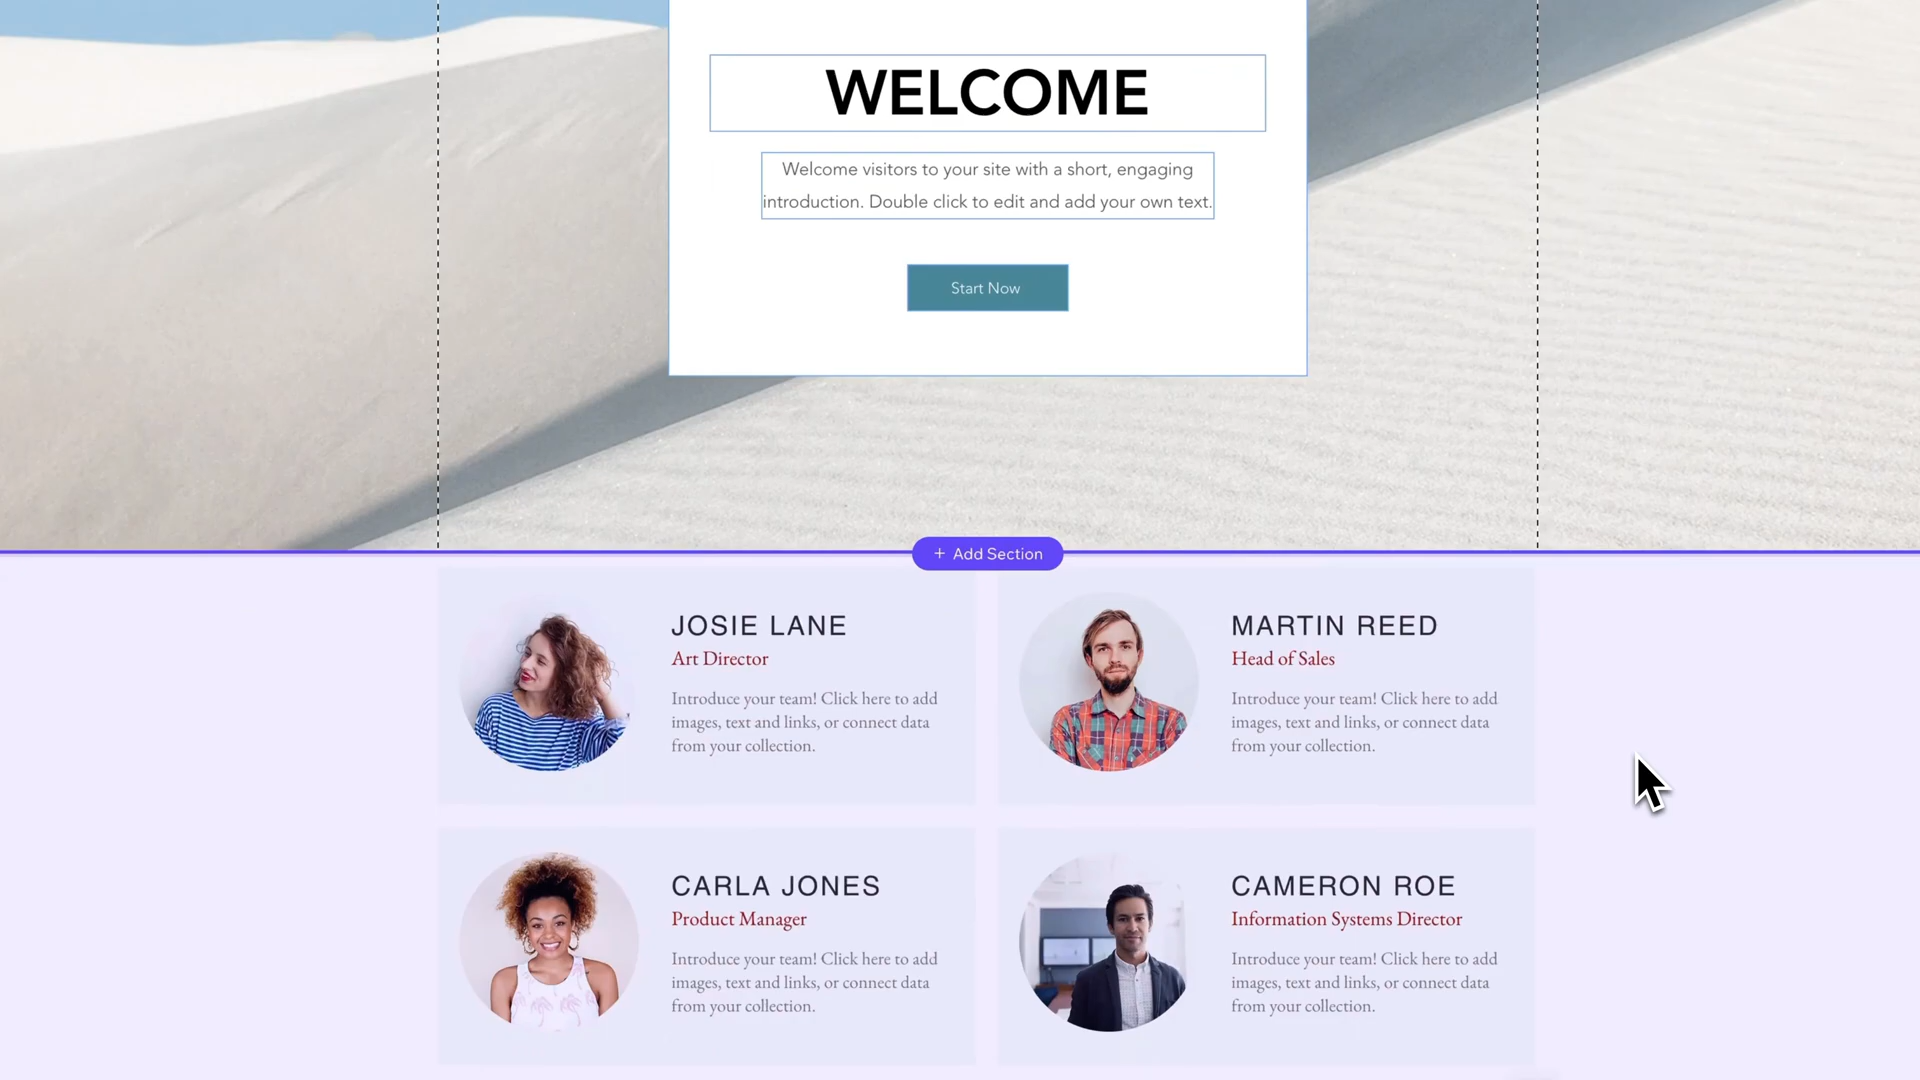 WELCOME
Welcome visitors to your site with a short, engaging
introduction. Double click to edit and add your own text.
Start Now
+ Add Section
JOSIE LANE
Art Director
Introduce your team! Click here to add
images, text and links, or connect data
from your collection.
MARTIN REED
Head of Sales
Introduce your team! Click here to add
images, text and links, or connect data
from your collection.
CARLA JONES
Product Manager
Introduce your team! Click here to add
images, text and links, or connect data
from your collection.
CAMERON ROE
Information Systems Director
Introduce your team! Click here to add
images, text and links, or connect data
from your collection.